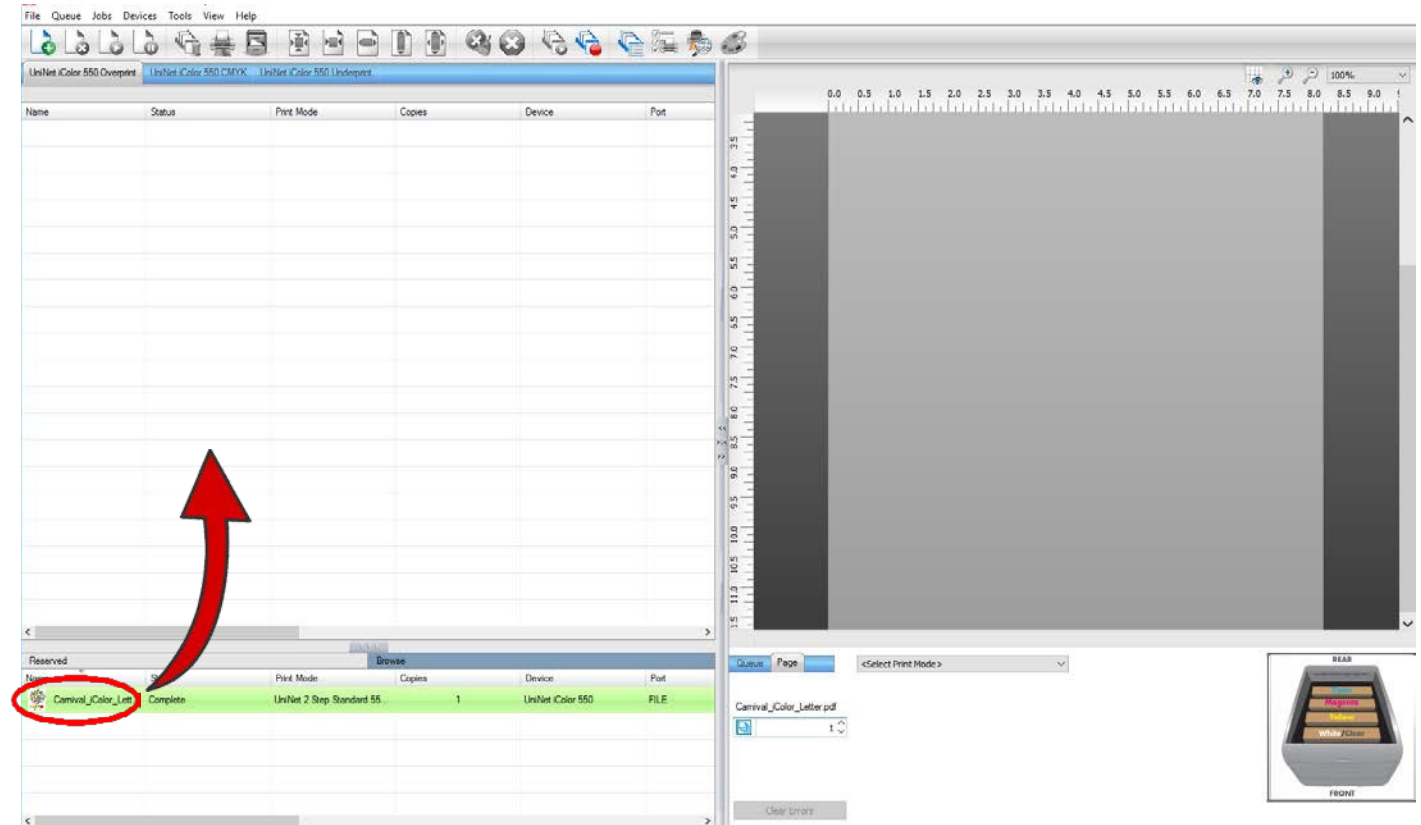 File Queue Jobs Devices Tools View Help
UniNet iColor 550 Overprint UniNet iColor 550 CMYK UniNet iColor 550 Underprint
100%
0.0 0.5 1.0 1.5 2.0 2.5 3.0 3.5 4.0 4.5 5.0 5.5 6.0 6.5 7.0 7.5 8.0 8.5 9.0
Name Status Print Mode Copies Device Port
3.5
4.0
4.5
5.0
5.5
6.0
6.5
7.0
7.5
8.0
8.5
9.0
9.5
10.0
10.5
11.0
Reserved Browse
Print Mode Copies Device Port
Carnival_iColor_Lett Complete UniNet 2 Step Standard 55... 1 UniNet iColor 550 FILE
Queue Page <Select Print Mode>
Carnival_iColor_Letter.pdf
1
Clear Errors
REAR
Cyan
Magenta
Yellow
White/Clear
FRONT